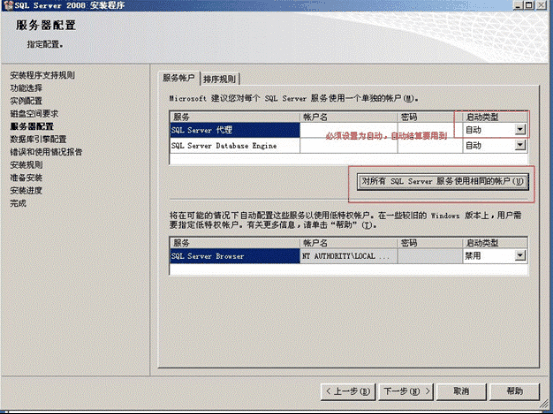 SQL Server 2008 安装程序
服务器配置
指定配置。
安装程序支持规则
功能选择
实例配置
磁盘空间要求
服务器配置
数据库引擎配置
错误和使用情况报告
安装规则
准备安装
安装进度
完成
服务帐户 排序规则
Microsoft 建议您对每个 SQL Server 服务使用一个单独的帐户(M)。
服务 帐户名 密码 启动类型
SQL Server 代理 自动
必须设置为自动，自动结算要用到
SQL Server Database Engine 自动
对所有 SQL Server 服务使用相同的帐户(U)
将在可能的情况下自动配置这些服务以使用低特权帐户。在一些较旧的 Windows 版本上，用户需
要指定低特权帐户。有关更多信息，请单击“帮助”(I)。
服务 帐户名 密码 启动类型
SQL Server Browser NT AUTHORITY\LOCAL ... 禁用
< 上一步(B) 下一步(N) > 取消 帮助